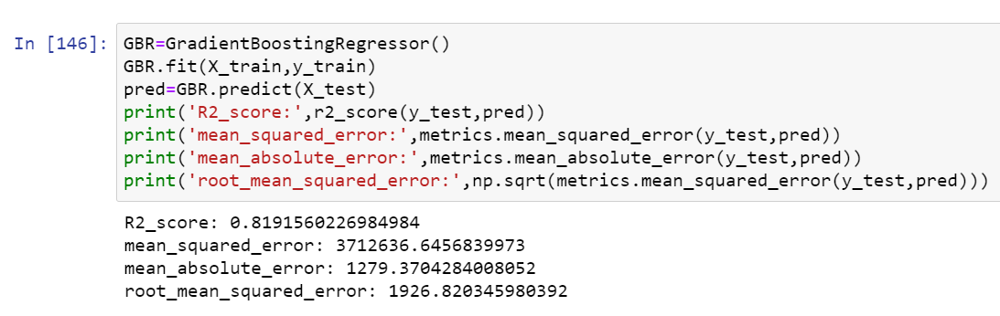 In [146]: GBR=GradientBoostingRegressor()
GBR.fit(X_train,y_train)
pred=GBR.predict(X_test)
print('R2_score:',r2_score(y_test,pred))
print('mean_squared_error:',metrics.mean_squared_error(y_test,pred))
print('mean_absolute_error:',metrics.mean_absolute_error(y_test,pred))
print('root_mean_squared_error:',np.sqrt(metrics.mean_squared_error(y_test,pred)))
R2_score: 0.8191560226984984
mean_squared_error: 3712636.6456839973
mean_absolute_error: 1279.3704284008052
root_mean_squared_error: 1926.820345980392